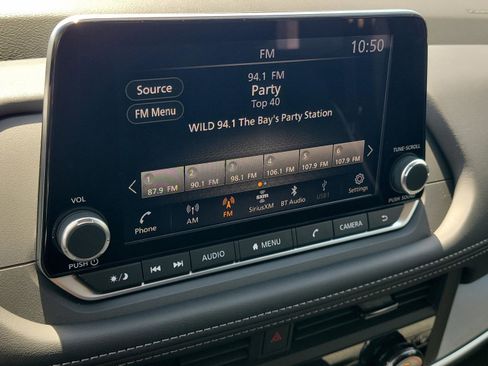 FM
10:50
Source
FM Menu
94.1 FM
Party
Top 40
WILD 94.1 The Bay's Party Station
1 2 3 4 5 6
87.9 FM 90.1 FM 98.1 FM 106.1 FM 107.9 FM 107.9 FM
Phone AM FM SiriusXM BT Audio USB1 Settings
VOL
PUSH
TUNE·SCROLL
PUSH SOUND
AUDIO MENU CAMERA